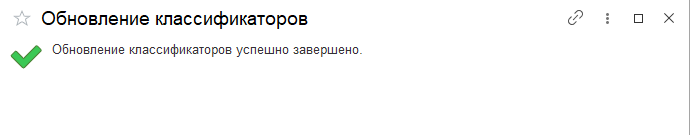 Обновление классификаторов
Обновление классификаторов успешно завершено.